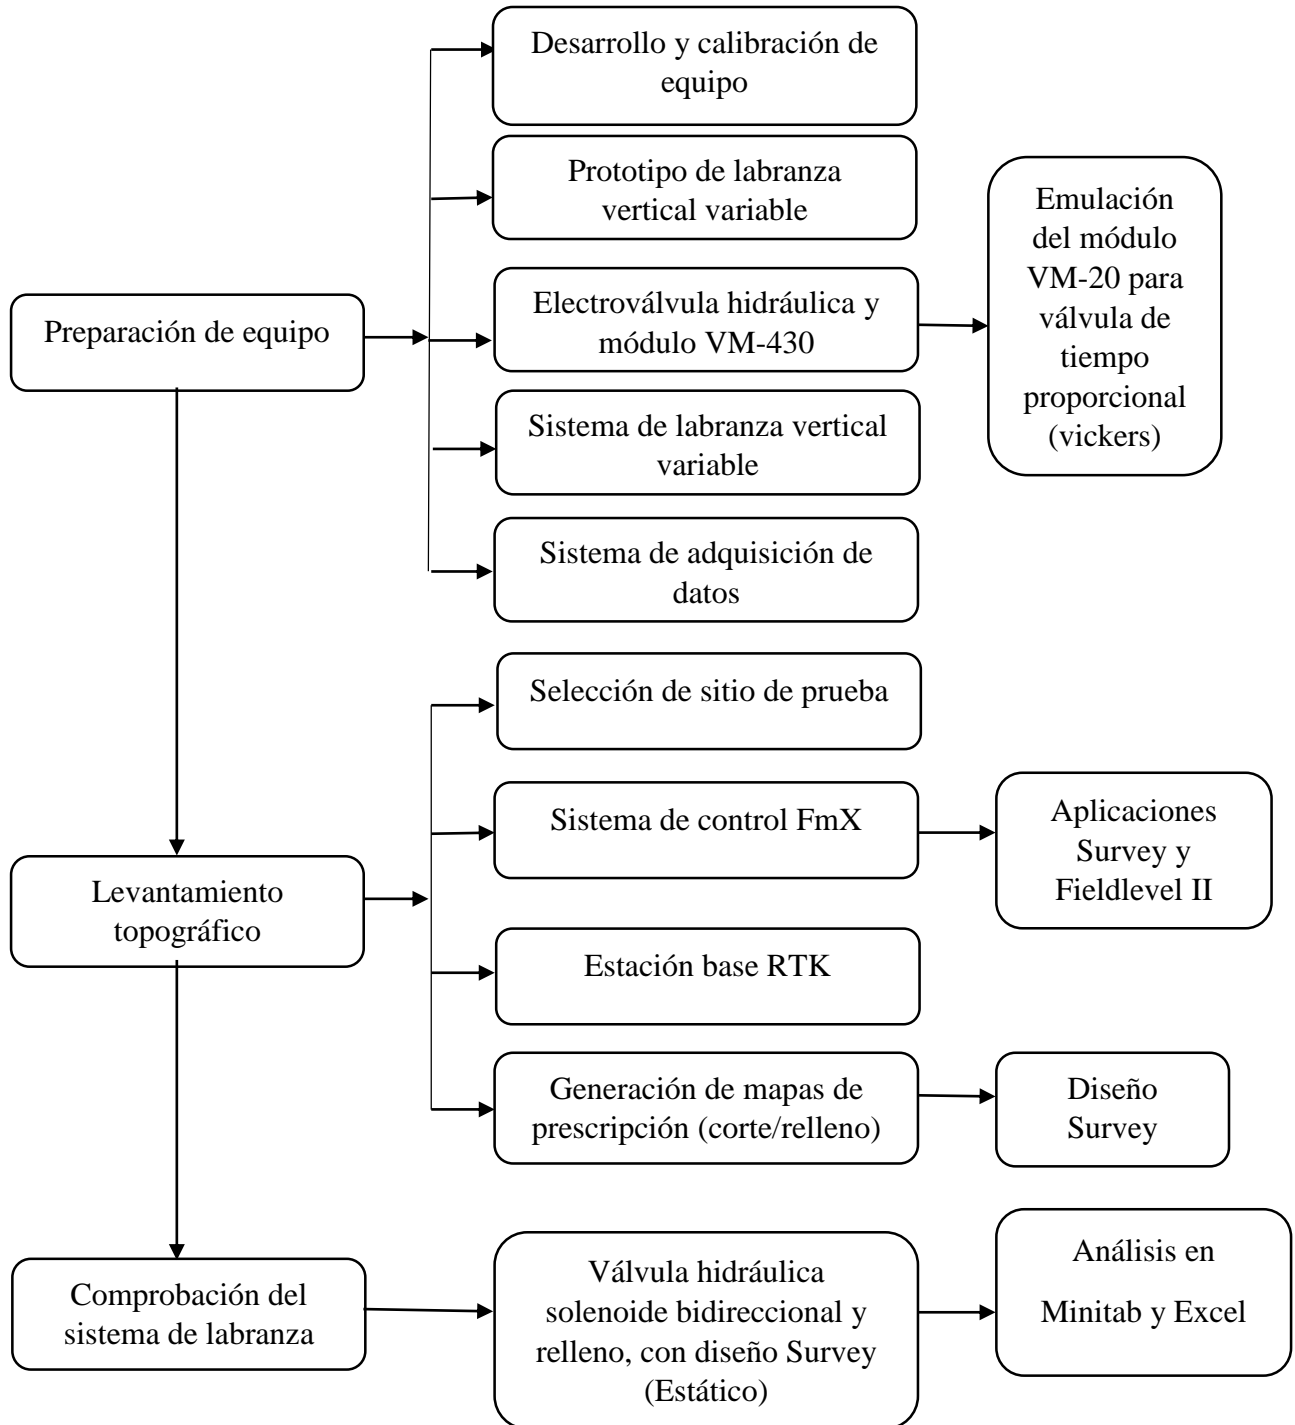 Desarrollo y calibración de
equipo
Prototipo de labranza
vertical variable
Emulación
del módulo
VM-20 para
válvula de
tiempo
proporcional
(vickers)
Preparación de equipo
Electroválvula hidráulica y
módulo VM-430
Sistema de labranza vertical
variable
Sistema de adquisición de
datos
Selección de sitio de prueba
Sistema de control FmX
Aplicaciones
Survey y
Fieldlevel II
Levantamiento
topográfico
Estación base RTK
Generación de mapas de
prescripción (corte/relleno)
Diseño
Survey
Comprobación del
sistema de labranza
Válvula hidráulica
solenoide bidireccional y
relleno, con diseño Survey
(Estático)
Análisis en
Minitab y Excel